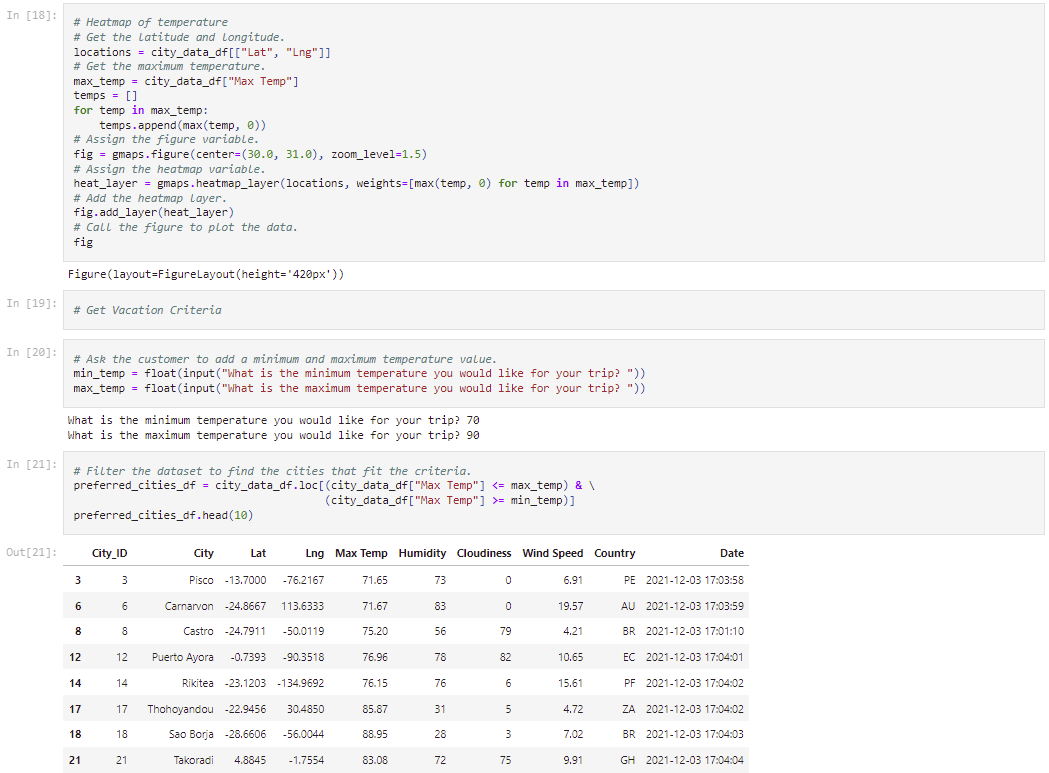 In [18]:
# Heatmap of temperature
# Get the latitude and longitude.
locations = city_data_df[["Lat", "Lng"]]
# Get the maximum temperature.
max_temp = city_data_df["Max Temp"]
temps = []
for temp in max_temp:
    temps.append(max(temp, 0))
# Assign the figure variable.
fig = gmaps.figure(center=(30.0, 31.0), zoom_level=1.5)
# Assign the heatmap variable.
heat_layer = gmaps.heatmap_layer(locations, weights=[max(temp, 0) for temp in max_temp])
# Add the heatmap layer.
fig.add_layer(heat_layer)
# Call the figure to plot the data.
fig
Figure(layout=FigureLayout(height='420px'))
In [19]:
# Get Vacation Criteria
In [20]:
# Ask the customer to add a minimum and maximum temperature value.
min_temp = float(input("What is the minimum temperature you would like for your trip? "))
max_temp = float(input("What is the maximum temperature you would like for your trip? "))
What is the minimum temperature you would like for your trip? 70
What is the maximum temperature you would like for your trip? 90
In [21]:
# Filter the dataset to find the cities that fit the criteria.
preferred_cities_df = city_data_df.loc[(city_data_df["Max Temp"] <= max_temp) & \
                                       (city_data_df["Max Temp"] >= min_temp)]
preferred_cities_df.head(10)
Out[21]:
City_ID City Lat Lng Max Temp Humidity Cloudiness Wind Speed Country Date
3 3 Pisco -13.7000 -76.2167 71.65 73 0 6.91 PE 2021-12-03 17:03:58
6 6 Carnarvon -24.8667 113.6333 71.67 83 0 19.57 AU 2021-12-03 17:03:59
8 8 Castro -24.7911 -50.0119 75.20 56 79 4.21 BR 2021-12-03 17:01:10
12 12 Puerto Ayora -0.7393 -90.3518 76.96 78 82 10.65 EC 2021-12-03 17:04:01
14 14 Rikitea -23.1203 -134.9692 76.15 76 6 15.61 PF 2021-12-03 17:04:02
17 17 Thohoyandou -22.9456 30.4850 85.87 31 5 4.72 ZA 2021-12-03 17:04:02
18 18 Sao Borja -28.6606 -56.0044 88.95 28 3 7.02 BR 2021-12-03 17:04:03
21 21 Takoradi 4.8845 -1.7554 83.08 72 75 9.91 GH 2021-12-03 17:04:04